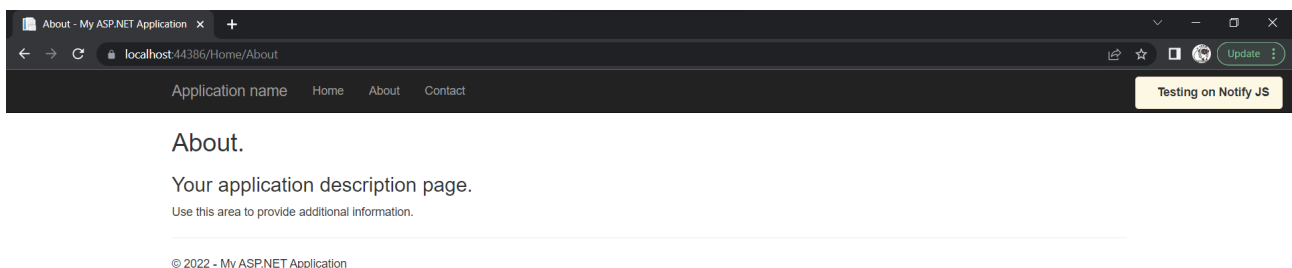 About - My ASP.NET Application
localhost:44386/Home/About
Update
Application name Home About Contact
Testing on Notify JS
About.
Your application description page.
Use this area to provide additional information.
© 2022 - My ASP.NET Application